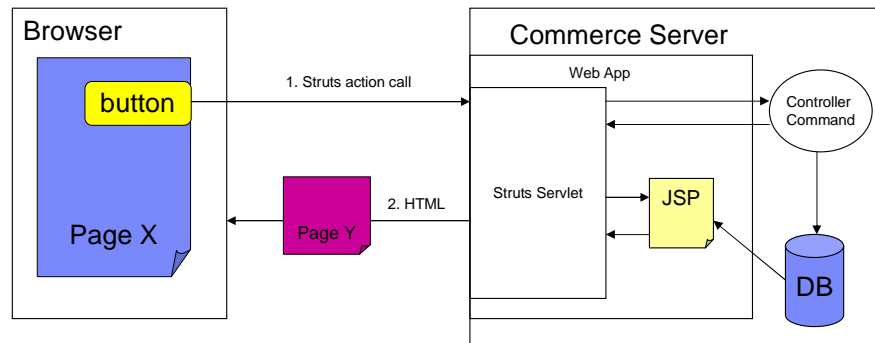 Browser
button
Page X
1. Struts action call
2. HTML
Page Y
Commerce Server
Web App
Struts Servlet
JSP
Controller
Command
DB